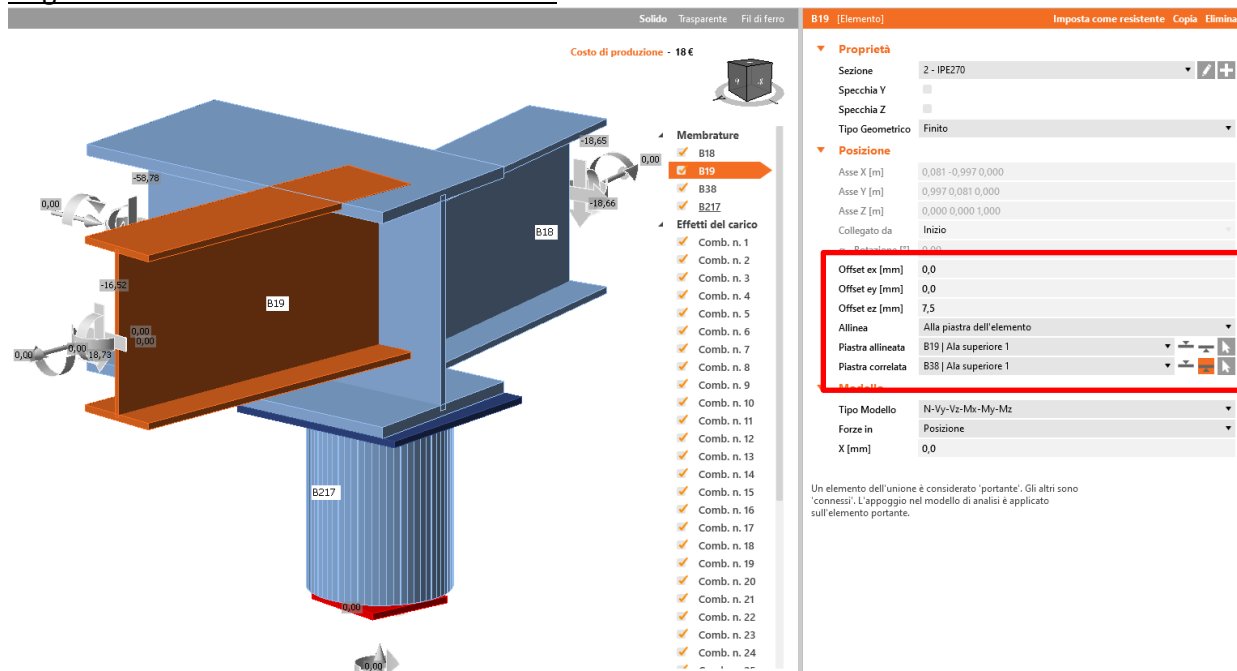 Solido Trasparente Fil di ferro
B19 [Elemento] Imposta come resistente Copia Elimina
Costo di produzione - 18 €
-X
Membrature
B18
B19
B38
B217
Effetti del carico
Comb. n. 1
Comb. n. 2
Comb. n. 3
Comb. n. 4
Comb. n. 5
Comb. n. 6
Comb. n. 7
Comb. n. 8
Comb. n. 9
Comb. n. 10
Comb. n. 11
Comb. n. 12
Comb. n. 13
Comb. n. 14
Comb. n. 15
Comb. n. 16
Comb. n. 17
Comb. n. 18
Comb. n. 19
Comb. n. 20
Comb. n. 21
Comb. n. 22
Comb. n. 23
Comb. n. 24
-18,65
0,00
-18,66
-58,78
0,00
B18
-16,52
B19
0,00
0,00
0,00
0,00
18,73
B217
0,00
0,00
Proprietà
Sezione 2 - IPE270
Specchia Y
Specchia Z
Tipo Geometrico Finito
Posizione
Asse X [m] 0,081 -0,997 0,000
Asse Y [m] 0,997 0,081 0,000
Asse Z [m] 0,000 0,000 1,000
Collegato da Inizio
Offset ex [mm] 0,0
Offset ey [mm] 0,0
Offset ez [mm] 7,5
Allinea Alla piastra dell'elemento
Piastra allineata B19 | Ala superiore 1
Piastra correlata B38 | Ala superiore 1
Modello
Tipo Modello N-Vy-Vz-Mx-My-Mz
Forze in Posizione
X [mm] 0,0
Un elemento dell'unione è considerato 'portante'. Gli altri sono
'connessi'. L'appoggio nel modello di analisi è applicato
sull'elemento portante.